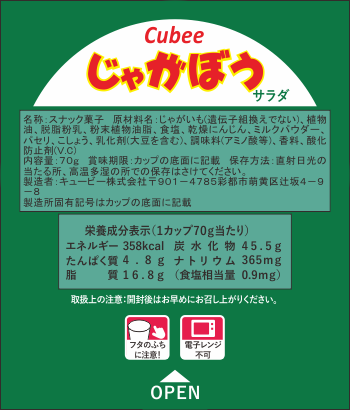 Cubee
じゃがぼう
サラダ
名称：スナック菓子　原材料名：じゃがいも(遺伝子組換えでない)、植物
油、脱脂粉乳、粉末植物油脂、食塩、乾燥にんじん、ミルクパウダー、
パセリ、こしょう、乳化剤(大豆を含む)、調味料(アミノ酸等)、香料、酸化
防止剤(V.C)
内容量：70g　賞味期限：カップの底面に記載　保存方法：直射日光の
当たる所、高温多湿の所での保存はさけてください。
製造者：キュービー株式会社〒901－4785彩都市萌黄区辻坂4－9
－8
製造所固有記号はカップの底面に記載
栄養成分表示(1カップ70g当たり)
エネルギー 358kcal 炭水化物 45.5g
たんぱく質 4.8g ナトリウム 365mg
脂質 16.8g (食塩相当量 0.9mg)
取扱上の注意：開封後はお早めにお召し上がりください。
フタのふち
に注意!
電子レンジ
不可
OPEN